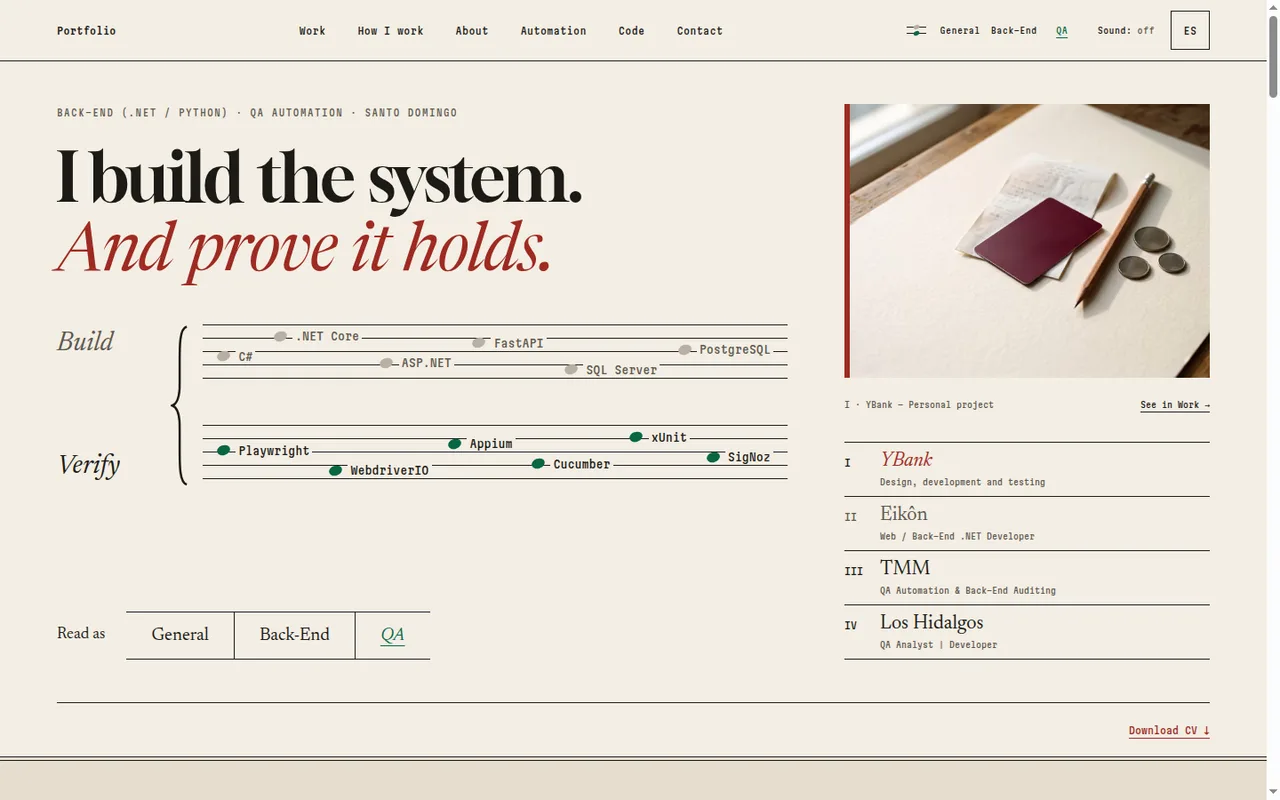 Portfolio
Work How I work About Automation Code Contact
General Back-End QA Sound: off ES
BACK-END (.NET / PYTHON) · QA AUTOMATION · SANTO DOMINGO
I build the system.
And prove it holds.
Build
.NET Core FastAPI PostgreSQL
C# ASP.NET SQL Server
Verify
Playwright Appium xUnit SigNoz
WebdriverIO Cucumber
Read as General Back-End QA
I · YBank — Personal project See in Work →
I YBank
Design, development and testing
II Eikôn
Web / Back-End .NET Developer
III TMM
QA Automation & Back-End Auditing
IV Los Hidalgos
QA Analyst | Developer
Download CV ↓